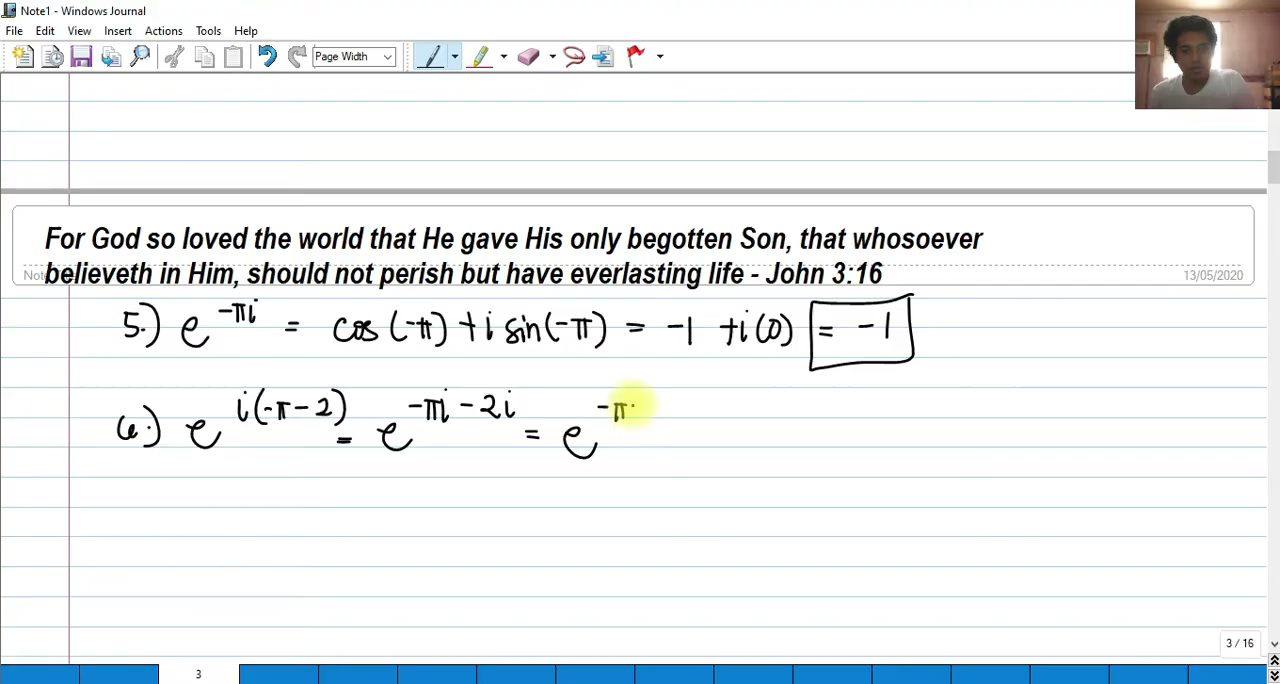 Note1 - Windows Journal
File Edit View Insert Actions Tools Help
Page Width
For God so loved the world that He gave His only begotten Son, that whosoever
believeth in Him, should not perish but have everlasting life - John 3:16
13/05/2020
5.) e^{-πi} = cos(-π) + i sin(-π) = -1 + i(0) = -1
6.) e^{i(-π-2)} = e^{-πi-2i} = e^{-πi}
3 / 16
3